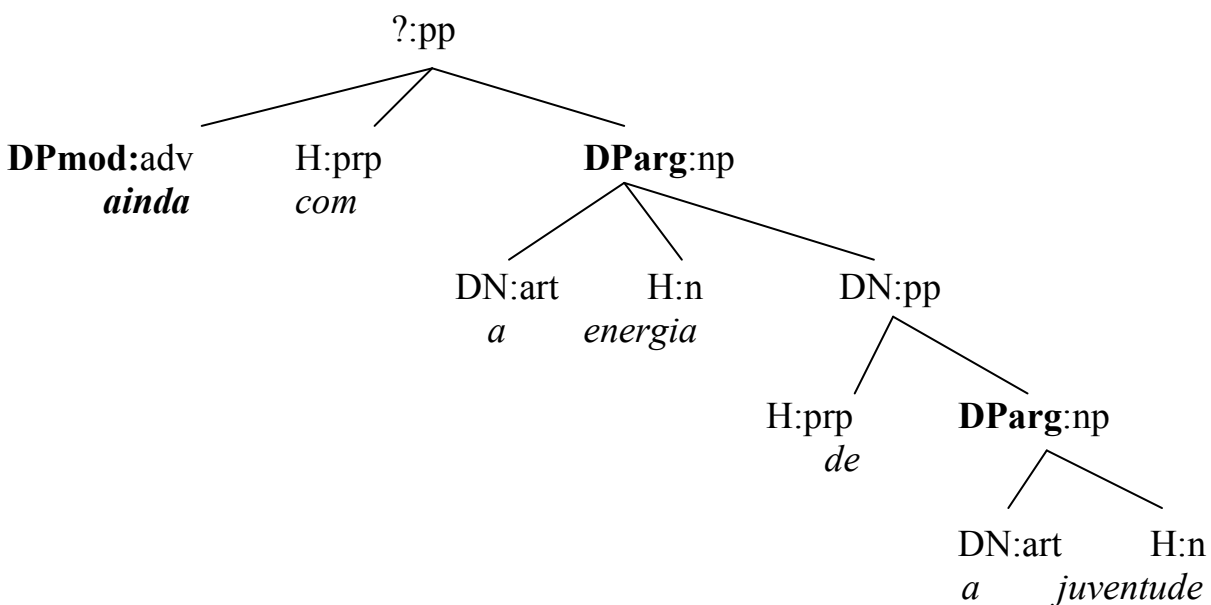 ?:pp
DPmod:adv H:prp DParg:np
ainda com
DN:art H:n DN:pp
a energia
H:prp DParg:np
de
DN:art H:n
a juventude